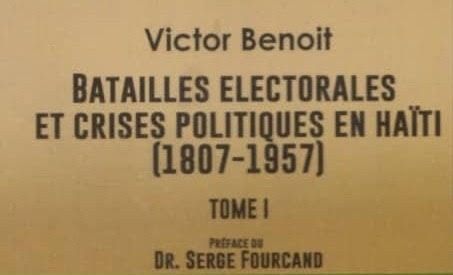 Victor Benoit
BATAILLES ELECTORALES
ET CRISES POLITIQUES EN HAÏTI
(1807-1957)
TOME I
PRÉFACE DU
DR. SERGE FOURCAND